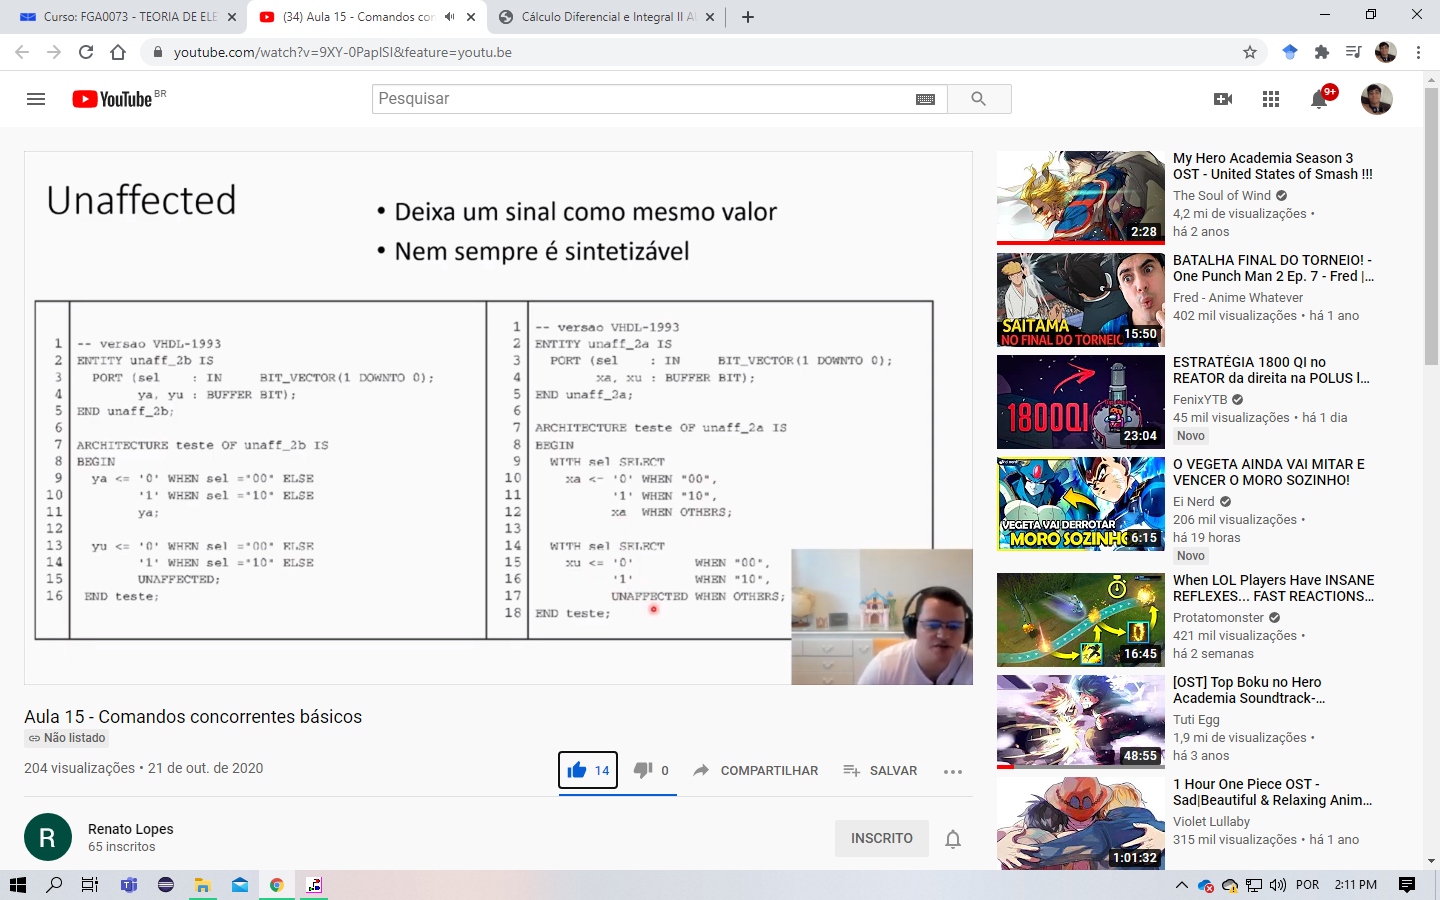 Curso: FGA0073 - TEORIA DE ELE
(34) Aula 15 - Comandos con
Cálculo Diferencial e Integral II A
youtube.com/watch?v=9XY-0PaplSI&feature=youtu.be
YouTube BR
Pesquisar
9+
Unaffected
• Deixa um sinal como mesmo valor
• Nem sempre é sintetizável
1 -- versao VHDL-1993
2 ENTITY unaff_2b IS
3 PORT (sel : IN BIT_VECTOR(1 DOWNTO 0);
4 ya, yu : BUFFER BIT);
5 END unaff_2b;
6
7 ARCHITECTURE teste OF unaff_2b IS
8 BEGIN
9 ya <= '0' WHEN sel ="00" ELSE
10 '1' WHEN sel ="10" ELSE
11 ya;
12
13 yu <= '0' WHEN sel ="00" ELSE
14 '1' WHEN sel ="10" ELSE
15 UNAFFECTED;
16 END teste;
1 -- versao VHDL-1993
2 ENTITY unaff_2a IS
3 PORT (sel : IN BIT_VECTOR(1 DOWNTO 0);
4 xa, xu : BUFFER BIT);
5 END unaff_2a;
6
7 ARCHITECTURE teste OF unaff_2a IS
8 BEGIN
9 WITH sel SELECT
10 xa <= '0' WHEN "00",
11 '1' WHEN "10",
12 xa WHEN OTHERS;
13
14 WITH sel SELECT
15 xu <= '0' WHEN "00",
16 '1' WHEN "10",
17 UNAFFECTED WHEN OTHERS;
18 END teste;
Aula 15 - Comandos concorrentes básicos
Não listado
204 visualizações • 21 de out. de 2020
14
0
COMPARTILHAR
SALVAR
R
Renato Lopes
65 inscritos
INSCRITO
2:28
My Hero Academia Season 3
OST - United States of Smash !!!
The Soul of Wind
4,2 mi de visualizações •
há 2 anos
SAITAMA
NO FINAL DO TORNEIO
15:50
BATALHA FINAL DO TORNEIO! -
One Punch Man 2 Ep. 7 - Fred |...
Fred - Anime Whatever
402 mil visualizações • há 1 ano
1800QI
23:04
ESTRATÉGIA 1800 QI no
REATOR da direita na POLUS l...
FenixYTB
45 mil visualizações • há 1 dia
Novo
VEGETA VAI DERROTAR
MORO SOZINHO
6:15
O VEGETA AINDA VAI MITAR E
VENCER O MORO SOZINHO!
Ei Nerd
206 mil visualizações •
há 19 horas
Novo
16:45
When LOL Players Have INSANE
REFLEXES... FAST REACTIONS...
Protatomonster
421 mil visualizações •
há 2 semanas
48:55
[OST] Top Boku no Hero
Academia Soundtrack-...
Tuti Egg
1,9 mi de visualizações •
há 3 anos
1:01:32
1 Hour One Piece OST -
Sad|Beautiful & Relaxing Anim...
Violet Lullaby
315 mil visualizações • há 1 ano
POR
2:11 PM